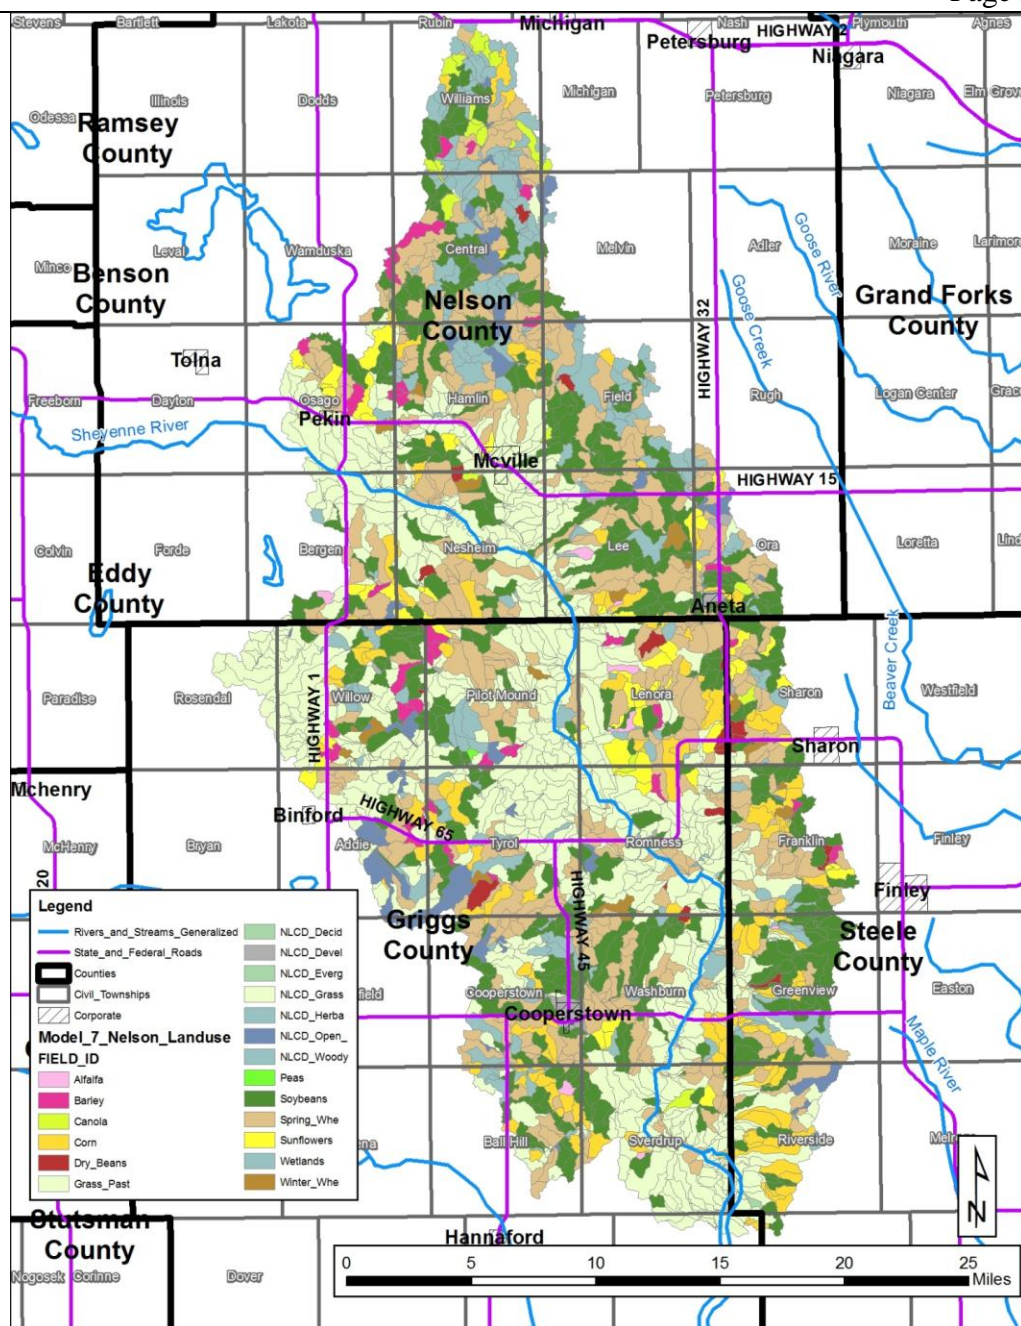 Page
Stevens
Bartlett
Lakota
Rubin
Michigan
Nash
Plymouth
Agnes
Petersburg
HIGHWAY 2
Niagara
Illinois
Dodds
Williams
Michigan
Petersburg
Niagara
Elm Grov
Odessa
Ramsey
County
Leval
Wamduska
Central
Melvin
Adler
Goose River
Moraine
Larimore
Minco
Benson
County
Nelson
County
HIGHWAY 32
Goose Creek
Grand Forks
County
Tolna
Freeborn
Dayton
Osago
Hamlin
Field
Rugh
Logan Center
Grac
Pekin
Sheyenne River
Mcville
HIGHWAY 15
Colvin
Forde
Bergen
Nesheim
Lee
Ora
Loretta
Lind
Eddy
County
Aneta
Beaver Creek
Paradise
Rosendal
HIGHWAY 1
Willow
Pilot Mound
Lenora
Sharon
Westfield
Sharon
Mchenry
Binford
HIGHWAY 65
McHenry
Bryan
Addie
Tyrol
Romness
Franklin
Finley
20
HIGHWAY 45
Finley
Griggs
County
Steele
County
field
Cooperstown
Washburn
Greenview
Easton
Cooperstown
Maple River
ena
Ball Hill
Sverdrup
Riverside
Melrose
Legend
Rivers_and_Streams_Generalized
State_and_Federal_Roads
Counties
Civil_Townships
Corporate
Model_7_Nelson_Landuse
FIELD_ID
Alfalfa
Barley
Canola
Corn
Dry_Beans
Grass_Past
NLCD_Decid
NLCD_Devel
NLCD_Everg
NLCD_Grass
NLCD_Herba
NLCD_Open_
NLCD_Woody
Peas
Soybeans
Spring_Whe
Sunflowers
Wetlands
Winter_Whe
N
Stutsman
County
Hannaford
Nogosek
Corinne
Dover
0 5 10 15 20 25
Miles